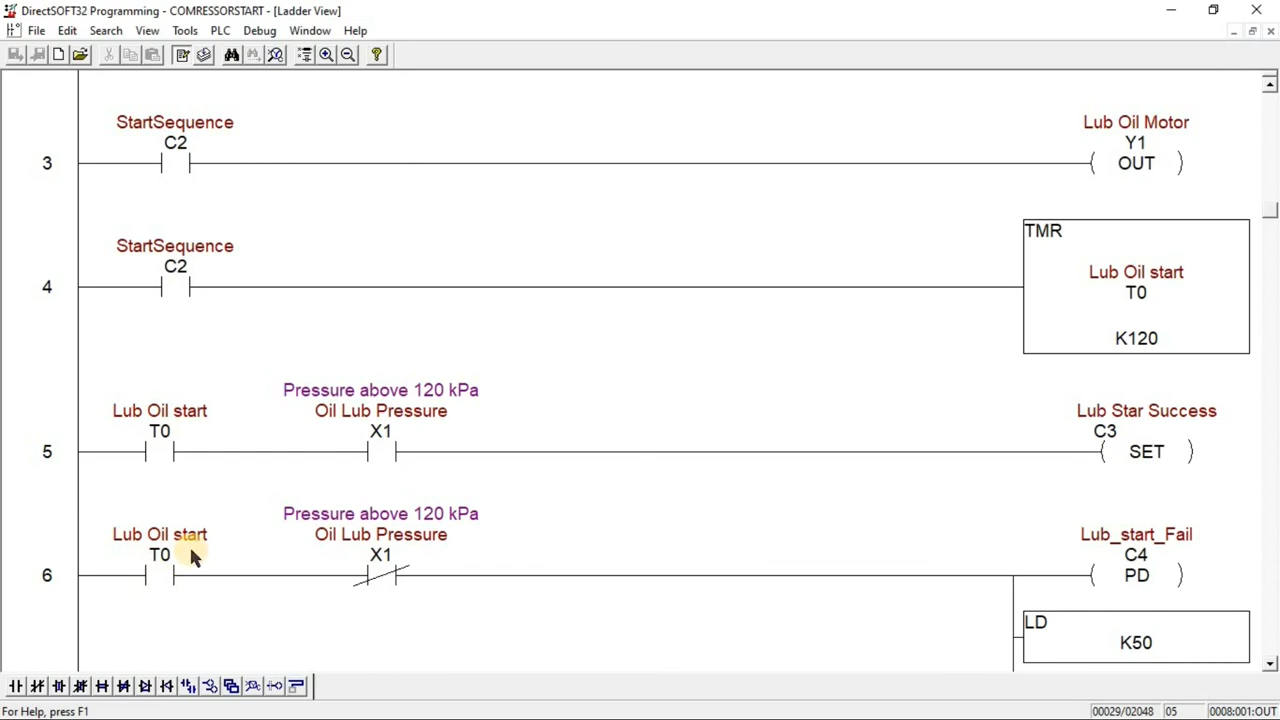 DirectSOFT32 Programming - COMRESSORSTART - [Ladder View]
File Edit Search View Tools PLC Debug Window Help
StartSequence Lub Oil Motor
C2 Y1
3 OUT
StartSequence TMR
C2 Lub Oil start
4 T0
K120
Pressure above 120 kPa
Lub Oil start Oil Lub Pressure Lub Star Success
T0 X1 C3
5 SET
Pressure above 120 kPa
Lub Oil start Oil Lub Pressure Lub_start_Fail
T0 X1 C4
6 PD
LD
K50
For Help, press F1 00029/02048 05 0008:001:OUT